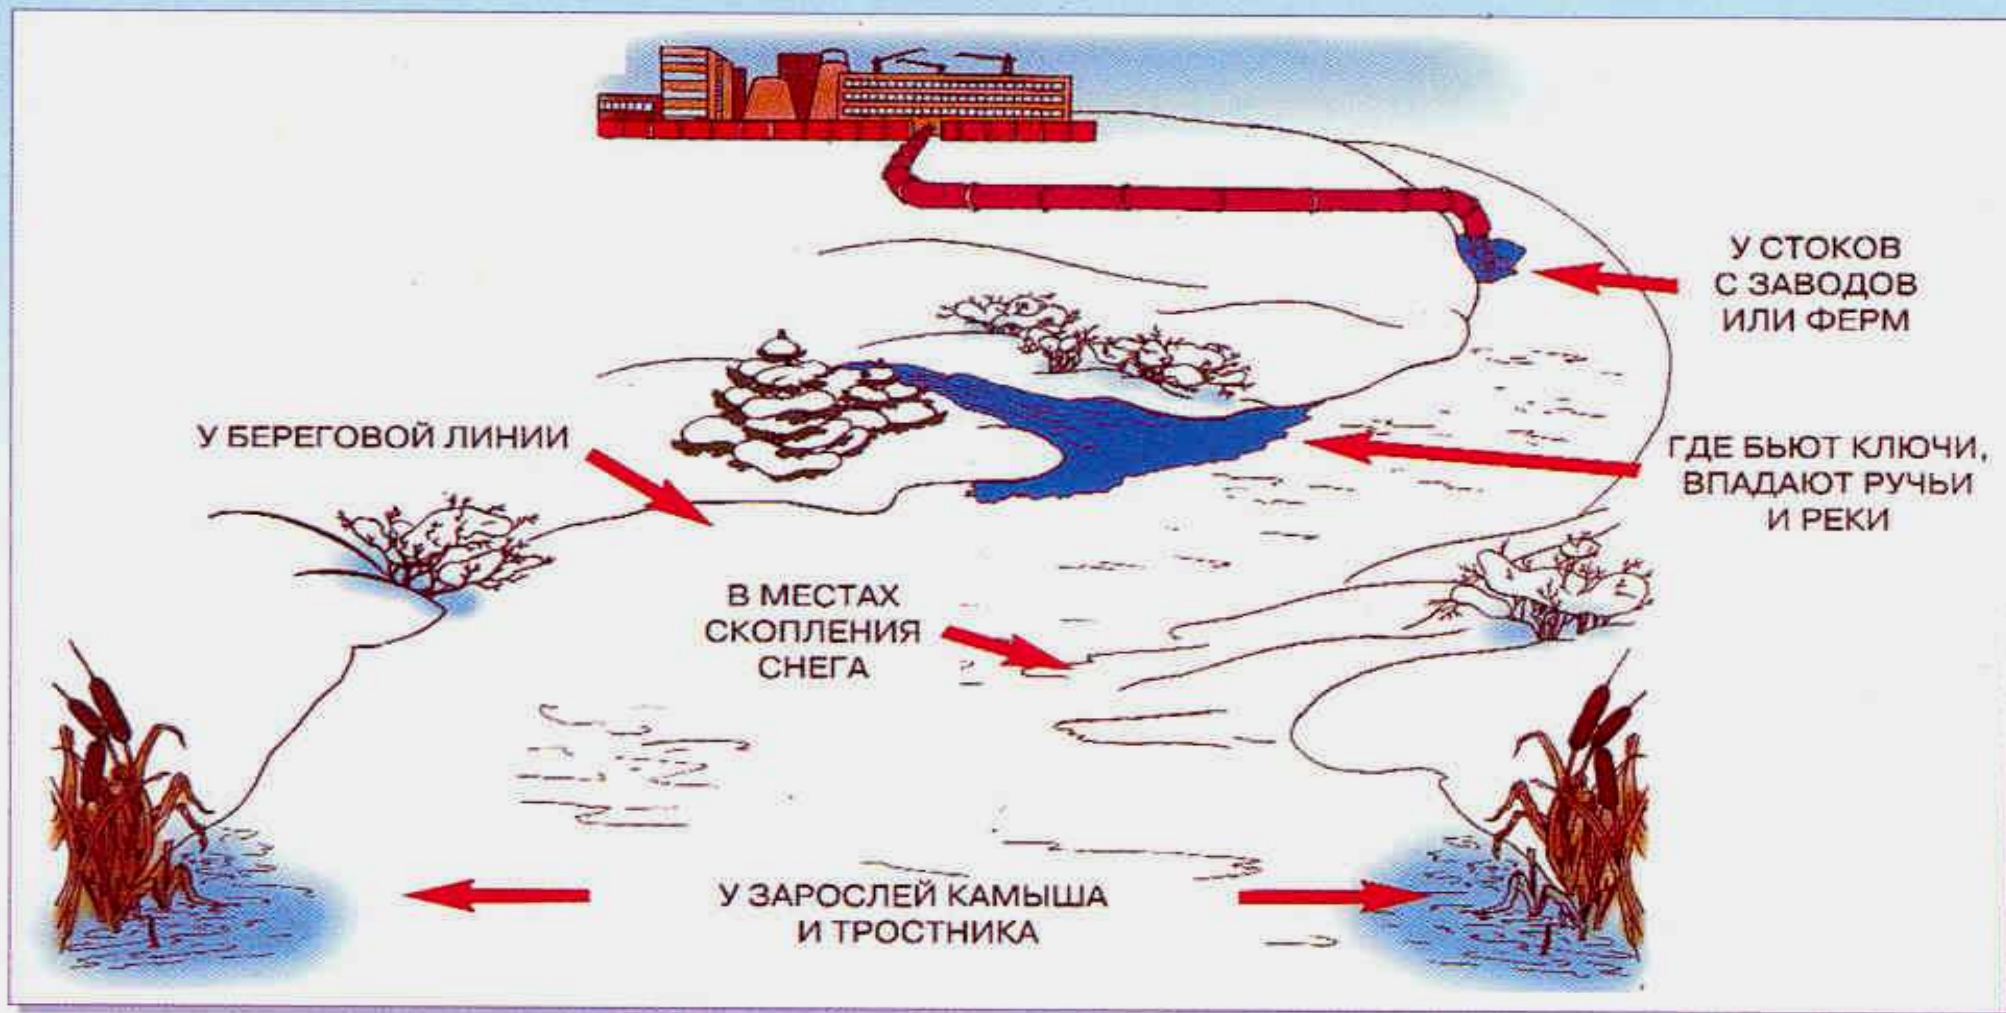 У СТОКОВ
С ЗАВОДОВ
ИЛИ ФЕРМ
У БЕРЕГОВОЙ ЛИНИИ
ГДЕ БЬЮТ КЛЮЧИ,
ВПАДАЮТ РУЧЬИ
И РЕКИ
В МЕСТАХ
СКОПЛЕНИЯ
СНЕГА
У ЗАРОСЛЕЙ КАМЫША
И ТРОСТНИКА